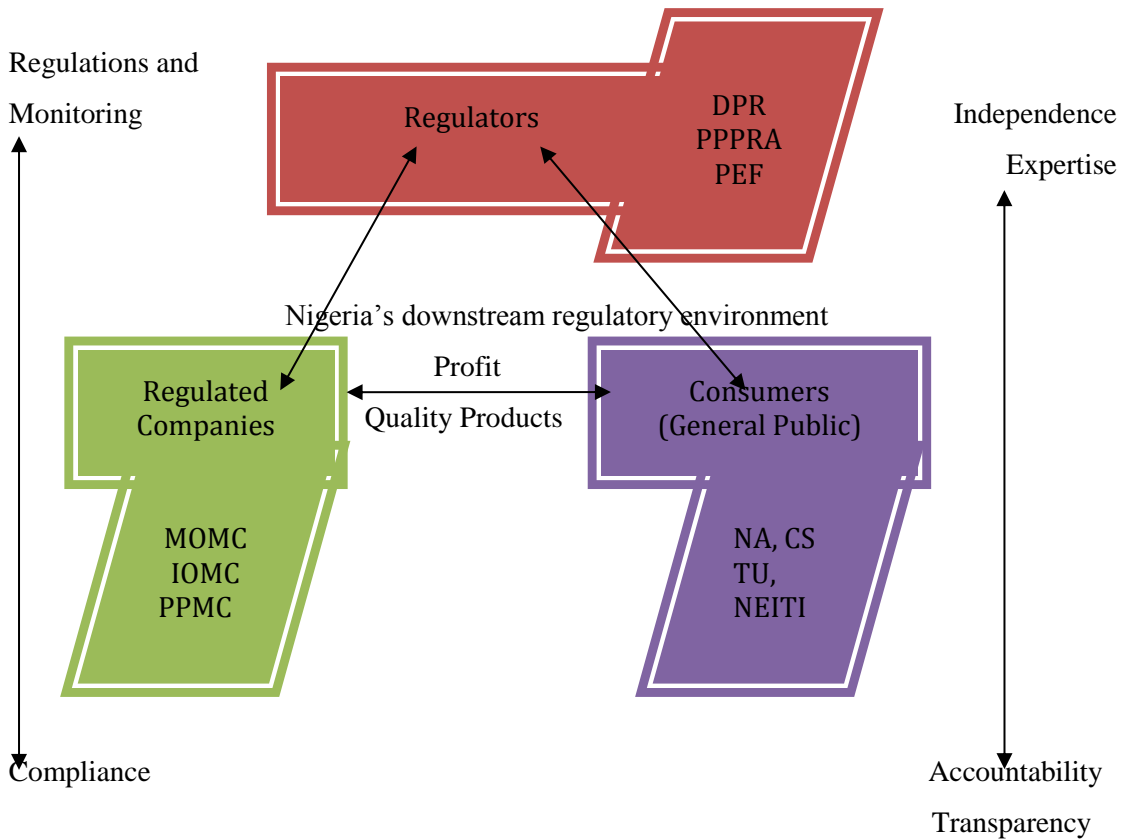 Regulations and
Monitoring
Regulators
DPR
PPPRA
PEF
Independence
Expertise
Nigeria’s downstream regulatory environment
Regulated
Companies
Profit
Quality Products
Consumers
(General Public)
MOMC
IOMC
PPMC
NA, CS
TU,
NEITI
Compliance
Accountability
Transparency